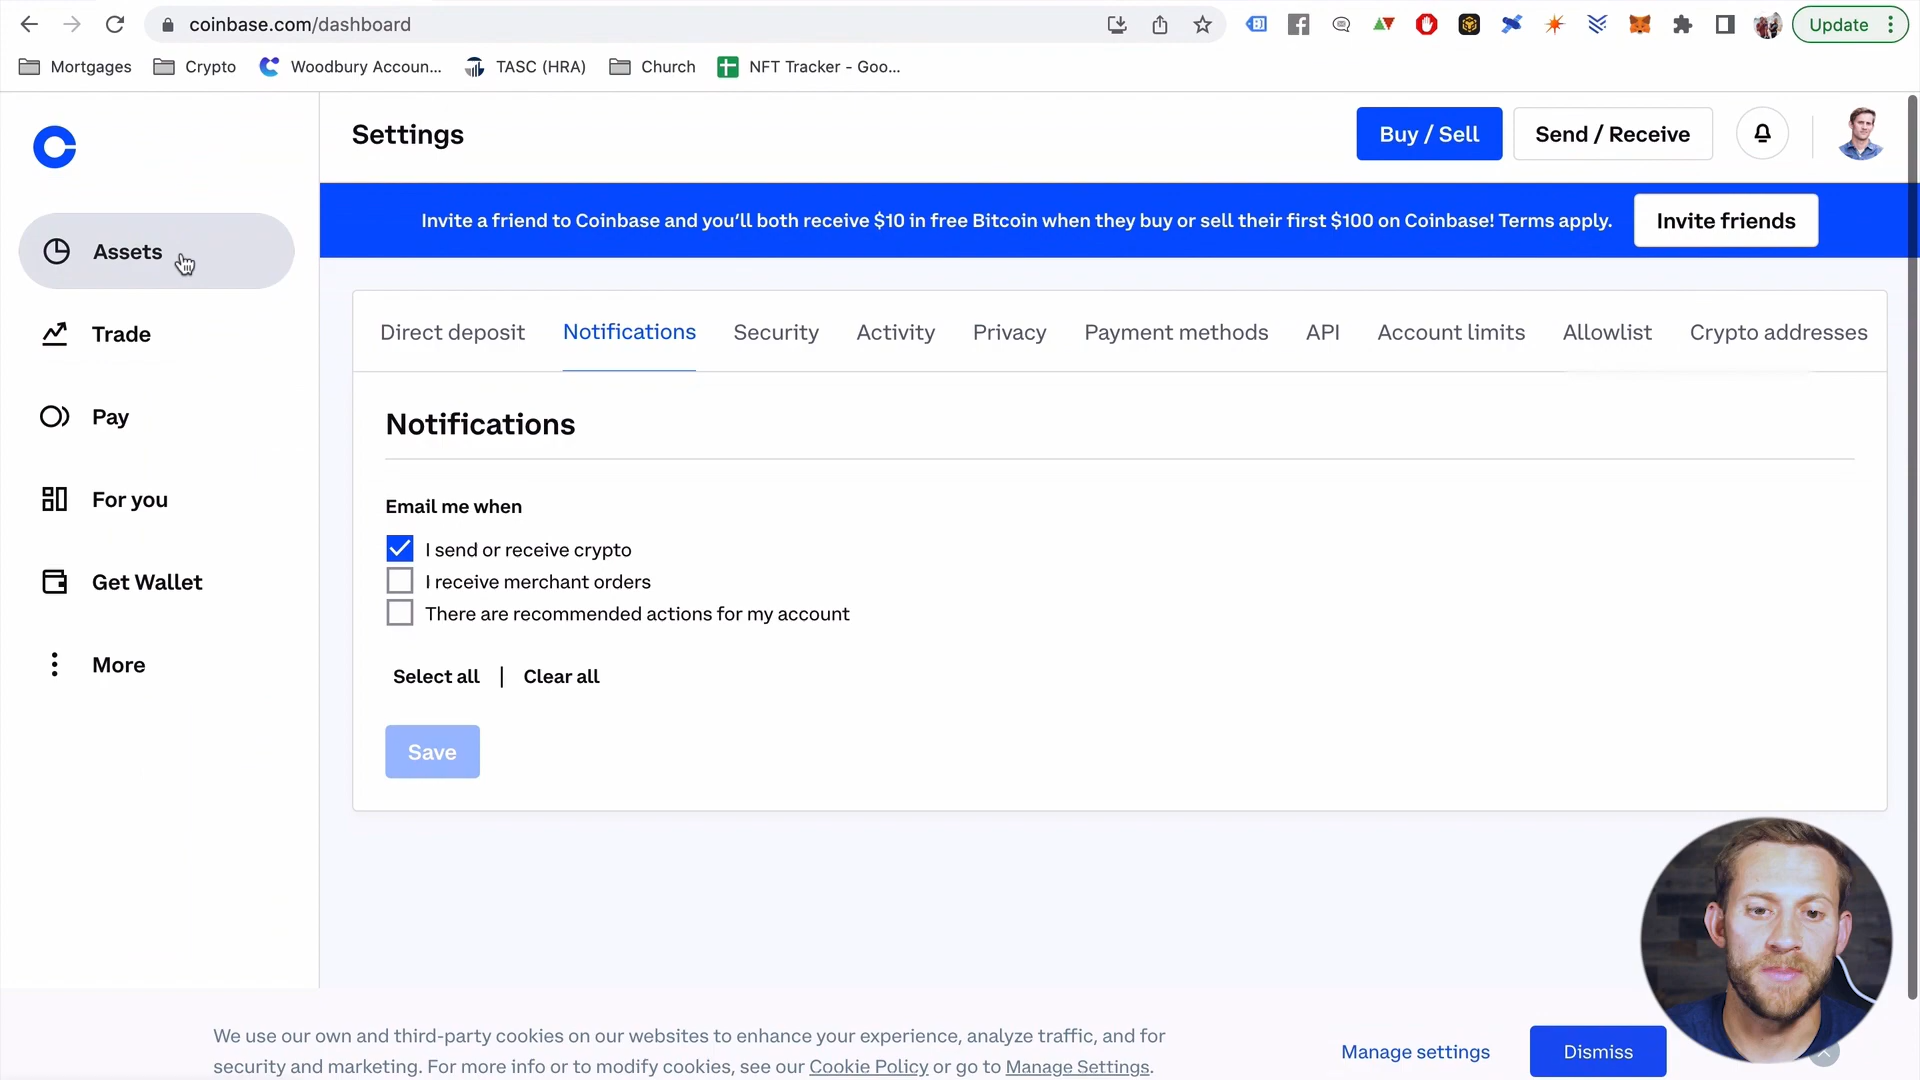 coinbase.com/dashboard
Update
Mortgages
Crypto
Woodbury Accoun...
TASC (HRA)
Church
NFT Tracker - Goo...
Settings
Buy / Sell
Send / Receive
Invite a friend to Coinbase and you'll both receive $10 in free Bitcoin when they buy or sell their first $100 on Coinbase! Terms apply.
Invite friends
Assets
Trade
Pay
For you
Get Wallet
More
Direct deposit
Notifications
Security
Activity
Privacy
Payment methods
API
Account limits
Allowlist
Crypto addresses
Notifications
Email me when
I send or receive crypto
I receive merchant orders
There are recommended actions for my account
Select all | Clear all
Save
We use our own and third-party cookies on our websites to enhance your experience, analyze traffic, and for
security and marketing. For more info or to modify cookies, see our Cookie Policy or go to Manage Settings.
Manage settings
Dismiss